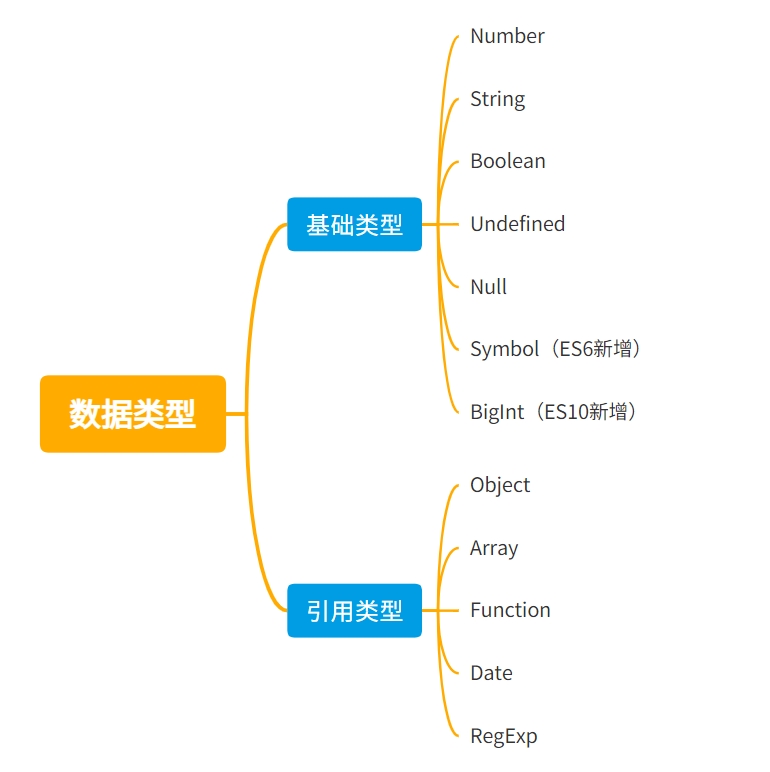 数据类型
基础类型
Number
String
Boolean
Undefined
Null
Symbol（ES6新增）
BigInt（ES10新增）
引用类型
Object
Array
Function
Date
RegExp